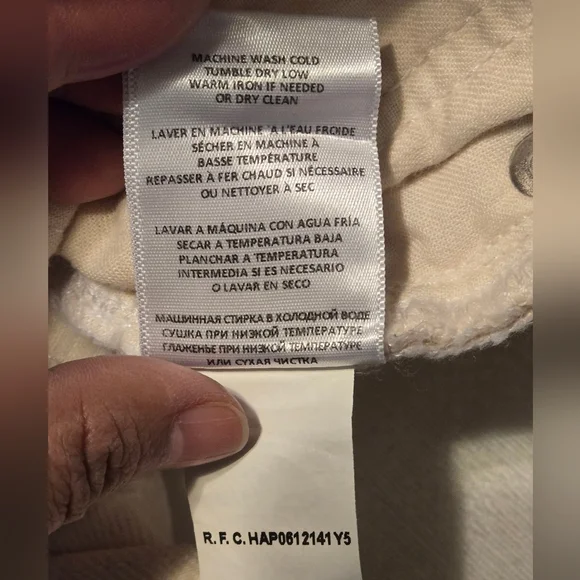 MACHINE WASH COLD
TUMBLE DRY LOW
WARM IRON IF NEEDED
OR DRY CLEAN
LAVER EN MACHINE 'A L'EAU FROIDE
SÉCHER EN MACHINE À
BASSE TEMPÉRATURE
REPASSER À FER CHAUD SI NÉCESSAIRE
OU NETTOYER À SEC
LAVAR A MÁQUINA CON AGUA FRÍA
SECAR A TEMPERATURA BAJA
PLANCHAR A TEMPERATURA
INTERMEDIA SI ES NECESARIO
O LAVAR EN SECO
МАШИННАЯ СТИРКА В ХОЛОДНОЙ ВОДЕ
СУШКА ПРИ НИЗКОЙ ТЕМПЕРАТУРЕ
ГЛАЖЕНЬЕ ПРИ НИЗКОЙ ТЕМПЕРАТУРЕ
ИЛИ СУХАЯ ЧИСТКА
R. F. C. HAP0612141Y5